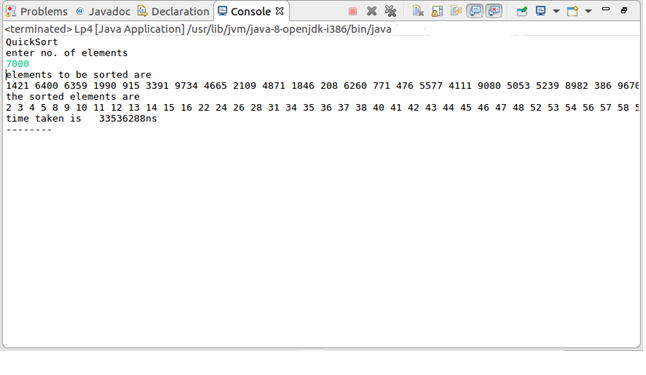 Problems @ Javadoc Declaration Console
<terminated> Lp4 [Java Application] /usr/lib/jvm/java-8-openjdk-i386/bin/java
QuickSort
enter no. of elements
7000
elements to be sorted are
1421 6400 6359 1990 915 3391 9734 4665 2109 4871 1846 208 6260 771 476 5577 4111 9080 5053 5239 8982 386 9670
the sorted elements are
2 3 4 5 8 9 10 11 12 13 14 15 16 22 24 26 28 31 34 35 36 37 38 40 41 42 43 44 45 46 47 48 52 53 54 56 57 58 5
time taken is 33536288ns
--------